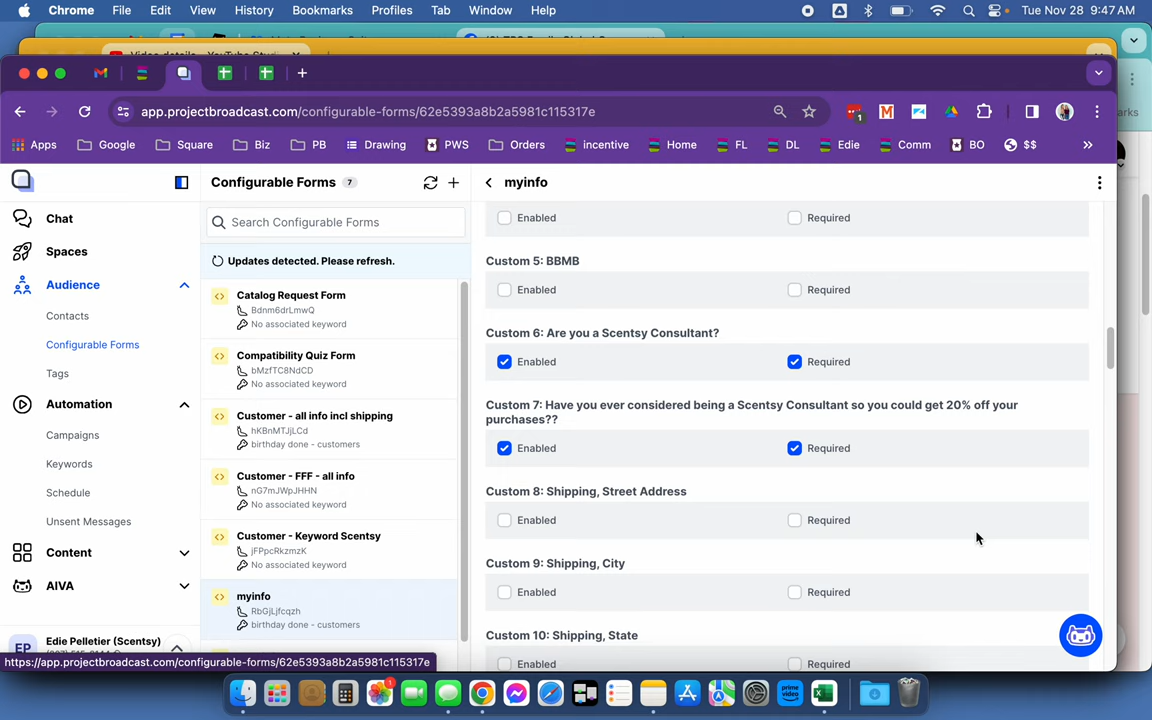 Chrome File Edit View History Bookmarks Profiles Tab Window Help Tue Nov 28 9:47 AM
app.projectbroadcast.com/configurable-forms/62e5393a8b2a5981c115317e 1
Apps Google Square Biz PB Drawing PWS Orders incentive Home FL DL Edie Comm BO $$ »
Configurable Forms 7
myinfo
Chat
Spaces
Audience
Contacts
Configurable Forms
Tags
Automation
Campaigns
Keywords
Schedule
Unsent Messages
Content
AIVA
EP Edie Pelletier (Scentsy)
https://app.projectbroadcast.com/configurable-forms/62e5393a8b2a5981c115317e
Search Configurable Forms
Updates detected. Please refresh.
Catalog Request Form
Bdnm6drLmwQ
No associated keyword
Compatibility Quiz Form
bMzfTC8NdCD
No associated keyword
Customer - all info incl shipping
hKBnMTJjLCd
birthday done - customers
Customer - FFF - all info
nG7mJWpJHHN
No associated keyword
Customer - Keyword Scentsy
jFPpcRkzmzK
No associated keyword
myinfo
RbGjLjfcqzh
birthday done - customers
Enabled Required
Custom 5: BBMB
Enabled Required
Custom 6: Are you a Scentsy Consultant?
Enabled Required
Custom 7: Have you ever considered being a Scentsy Consultant so you could get 20% off your
purchases??
Enabled Required
Custom 8: Shipping, Street Address
Enabled Required
Custom 9: Shipping, City
Enabled Required
Custom 10: Shipping, State
Enabled Required
1
prime
video